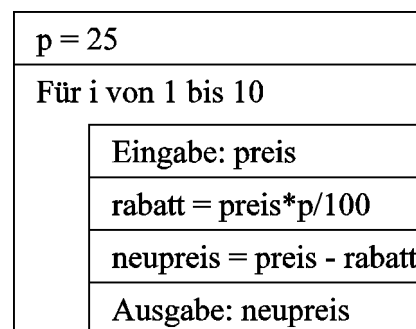 p = 25
Für i von 1 bis 10
Eingabe: preis
rabatt = preis*p/100
neupreis = preis - rabatt
Ausgabe: neupreis